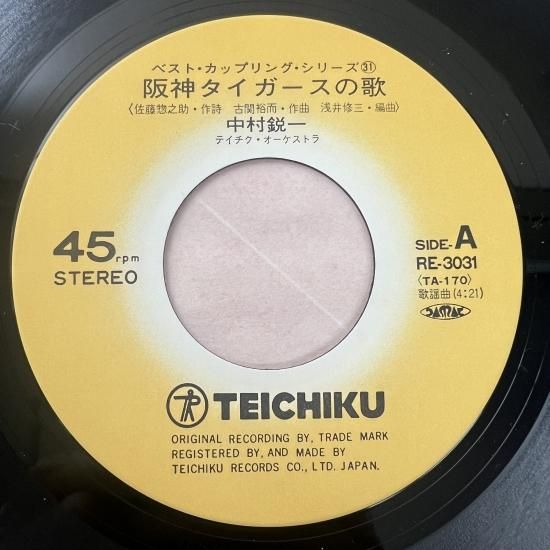 ベスト・カップリング・シリーズ㉛
阪神タイガースの歌
〈佐藤惣之助・作詩 古関裕而・作曲 浅井修三・編曲〉
中村鋭一
テイチク・オーケストラ
45rpm
STEREO
SIDE-A
RE-3031
〈TA-170〉
歌謡曲(4:21)
JASRAC
TEICHIKU
ORIGINAL RECORDING BY, TRADE MARK
REGISTERED BY, AND MADE BY
TEICHIKU RECORDS CO., LTD. JAPAN.